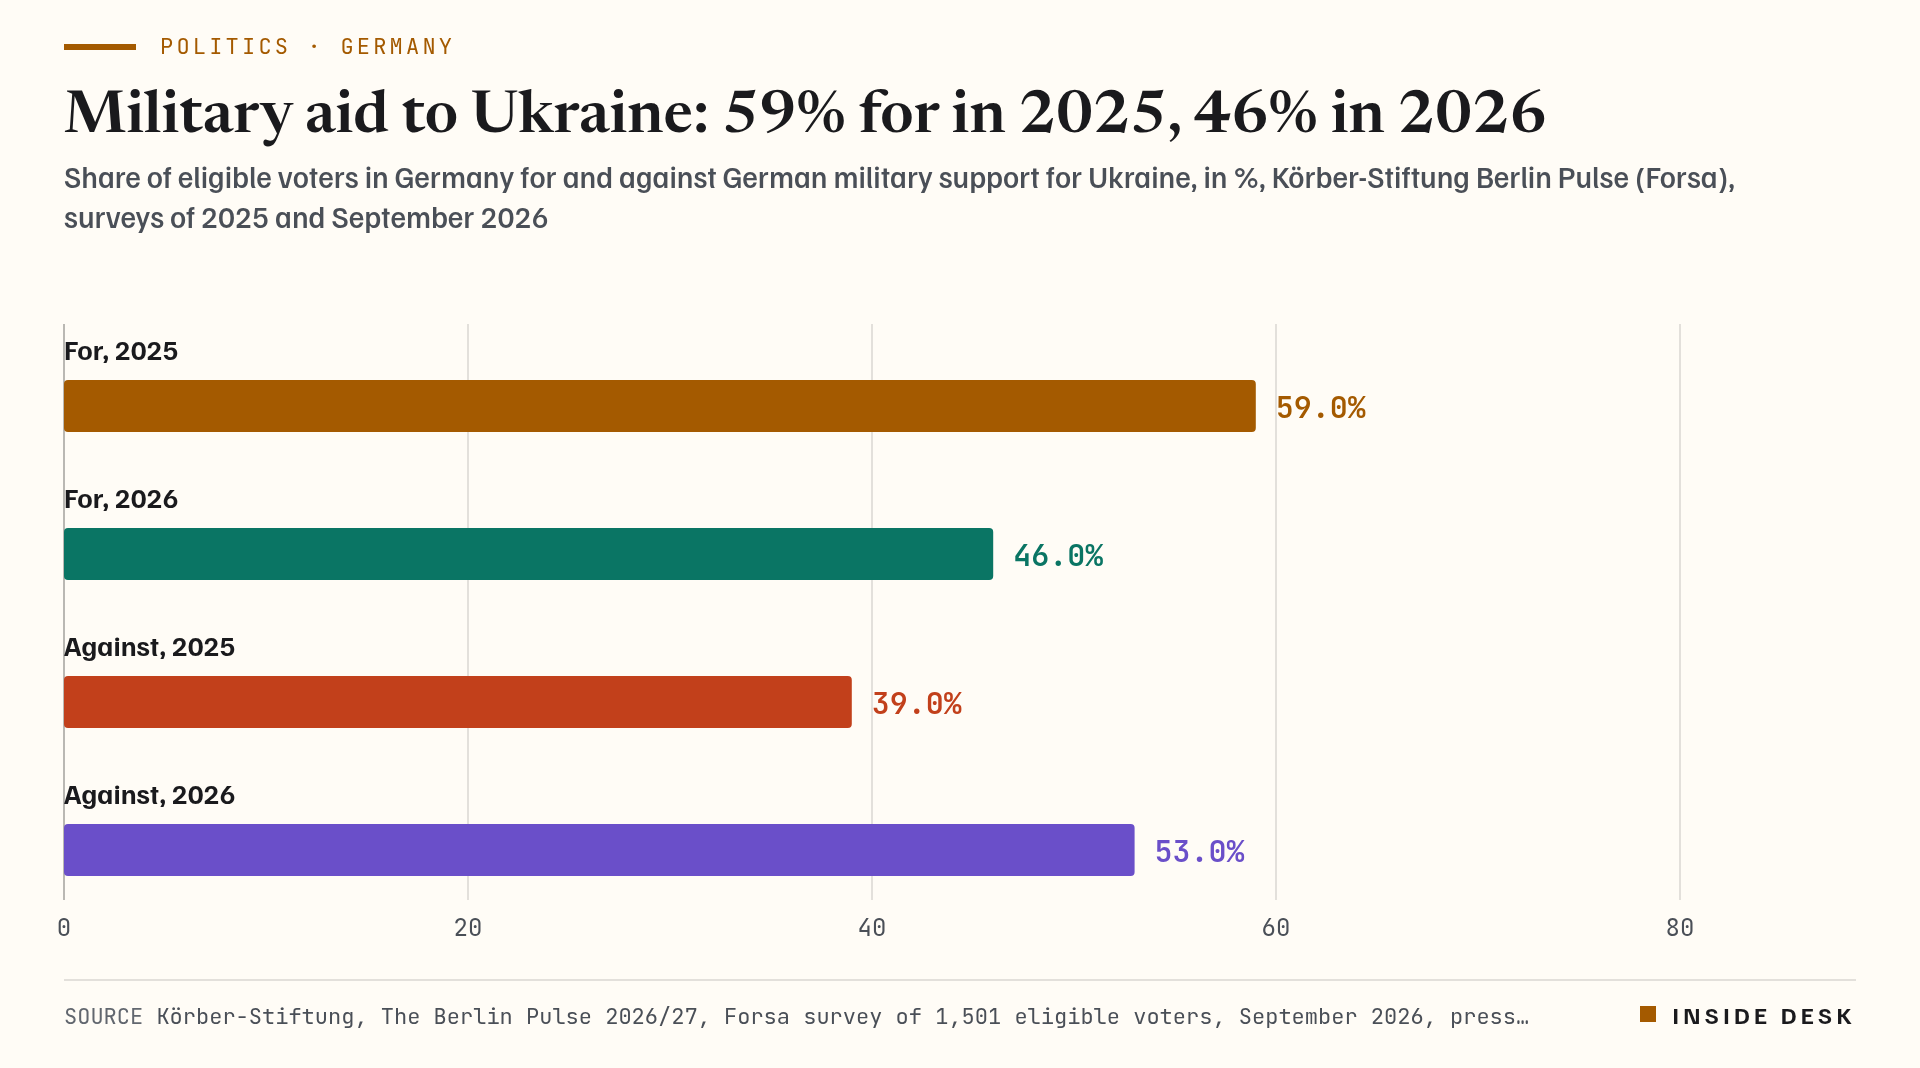 POLITICS · GERMANY
Military aid to Ukraine: 59% for in 2025, 46% in 2026
Share of eligible voters in Germany for and against German military support for Ukraine, in %, Körber-Stiftung Berlin Pulse (Forsa),
surveys of 2025 and September 2026
For, 2025
59.0%
For, 2026
46.0%
Against, 2025
39.0%
Against, 2026
53.0%
0 20 40 60 80
SOURCE Körber-Stiftung, The Berlin Pulse 2026/27, Forsa survey of 1,501 eligible voters, September 2026, press…
INSIDE DESK